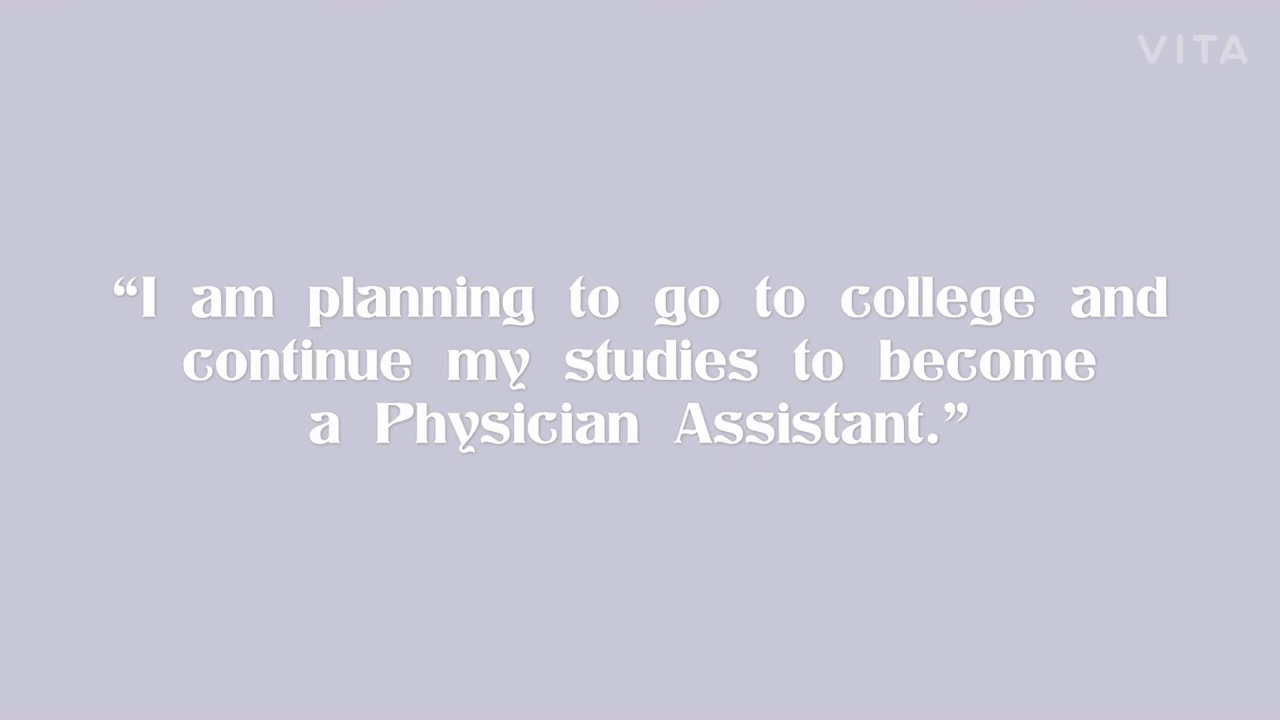 VITA
“I am planning to go to college and
continue my studies to become
a Physician Assistant.”